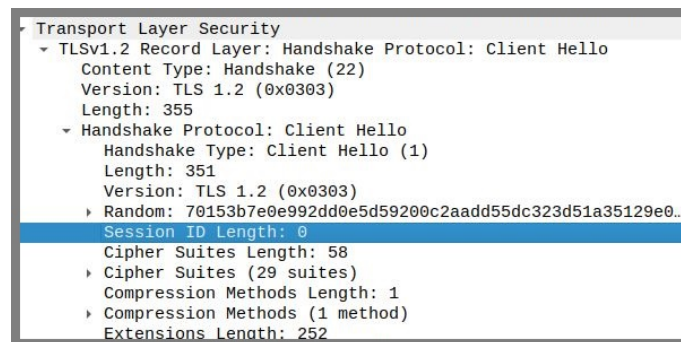 Transport Layer Security
TLSv1.2 Record Layer: Handshake Protocol: Client Hello
Content Type: Handshake (22)
Version: TLS 1.2 (0x0303)
Length: 355
Handshake Protocol: Client Hello
Handshake Type: Client Hello (1)
Length: 351
Version: TLS 1.2 (0x0303)
Random: 70153b7e0e992dd0e5d59200c2aadd55dc323d51a35129e0…
Session ID Length: 0
Cipher Suites Length: 58
Cipher Suites (29 suites)
Compression Methods Length: 1
Compression Methods (1 method)
Extensions Length: 252